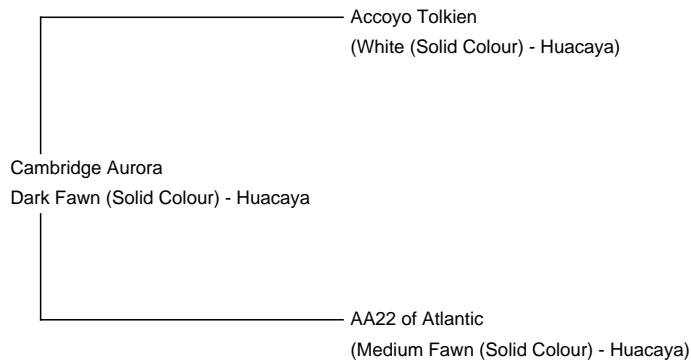 Accoyo Tolkien
(White (Solid Colour) - Huacaya)
Cambridge Aurora
Dark Fawn (Solid Colour) - Huacaya
AA22 of Atlantic
(Medium Fawn (Solid Colour) - Huacaya)